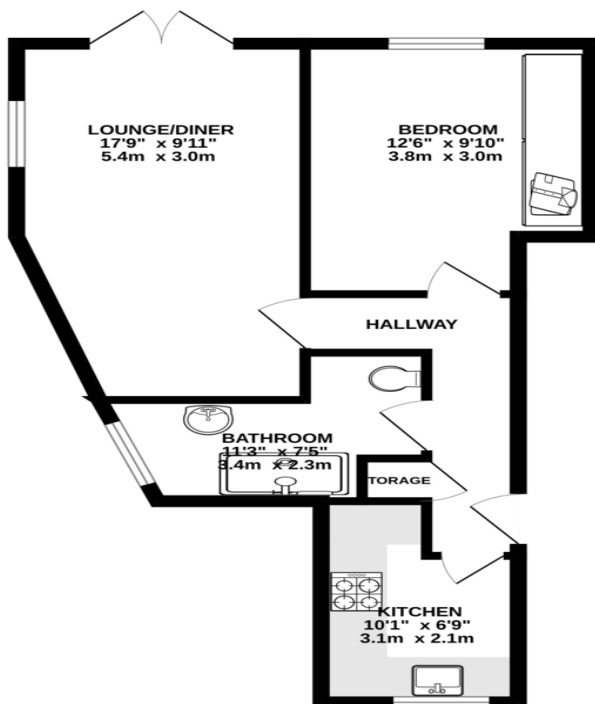 LOUNGE/DINER
17'9" x 9'11"
5.4m x 3.0m
BEDROOM
12'6" x 9'10"
3.8m x 3.0m
HALLWAY
BATHROOM
11'3" x 7'5"
3.4m x 2.3m
TORAGE
KITCHEN
10'1" x 6'9"
3.1m x 2.1m